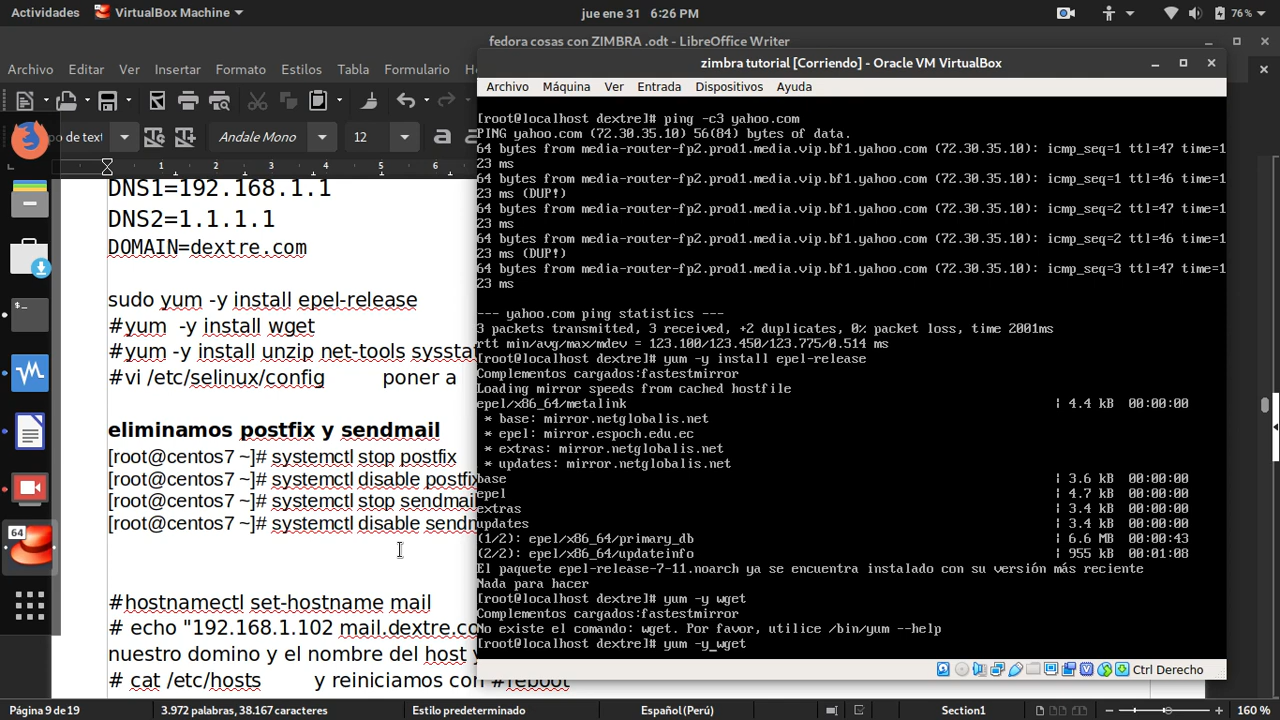 Actividades
VirtualBox Machine
jue ene 31 6:26 PM
76%
fedora cosas con ZIMBRA .odt - LibreOffice Writer
Archivo Editar Ver Insertar Formato Estilos Tabla Formulario
Andale Mono
12
1 2 3 4 5 6
DNS1=192.168.1.1
DNS2=1.1.1.1
DOMAIN=dextre.com
sudo yum -y install epel-release
#yum -y install wget
#yum -y install unzip net-tools
#vi /etc/selinux/config poner a
eliminamos postfix y sendmail
[root@centos7 ~]# systemctl stop postfix
[root@centos7 ~]# systemctl disable postfix
[root@centos7 ~]# systemctl stop sendmail
[root@centos7 ~]# systemctl disable
#hostnamectl set-hostname mail
# echo "192.168.1.102
nuestro domino y el nombre del host y
# cat /etc/hosts y reiniciamos con #reboot
zimbra tutorial [Corriendo] - Oracle VM VirtualBox
Archivo Máquina Ver Entrada Dispositivos Ayuda
[root@localhost dextre]# ping -c3 yahoo.com
PING yahoo.com (72.30.35.10) 56(84) bytes of data.
64 bytes from media-router-fp2.prod1.media.vip.bf1.yahoo.com (72.30.35.10): icmp_seq=1 ttl=47 time=1
23 ms
64 bytes from media-router-fp2.prod1.media.vip.bf1.yahoo.com (72.30.35.10): icmp_seq=1 ttl=46 time=1
23 ms (DUP!)
64 bytes from media-router-fp2.prod1.media.vip.bf1.yahoo.com (72.30.35.10): icmp_seq=2 ttl=47 time=1
23 ms
64 bytes from media-router-fp2.prod1.media.vip.bf1.yahoo.com (72.30.35.10): icmp_seq=2 ttl=46 time=1
23 ms (DUP!)
64 bytes from media-router-fp2.prod1.media.vip.bf1.yahoo.com (72.30.35.10): icmp_seq=3 ttl=47 time=1
23 ms
--- yahoo.com ping statistics ---
3 packets transmitted, 3 received, +2 duplicates, 0% packet loss, time 2001ms
rtt min/avg/max/mdev = 123.100/123.450/123.775/0.514 ms
[root@localhost dextre]# yum -y install epel-release
Complementos cargados:fastestmirror
Loading mirror speeds from cached hostfile
epel/x86_64/metalink | 4.4 kB 00:00:00
* base: mirror.netglobalis.net
* epel: mirror.espoch.edu.ec
* extras: mirror.netglobalis.net
* updates: mirror.netglobalis.net
base | 3.6 kB 00:00:00
epel | 4.7 kB 00:00:00
extras | 3.4 kB 00:00:00
updates | 3.4 kB 00:00:00
(1/2): epel/x86_64/primary_db | 6.6 MB 00:00:43
(2/2): epel/x86_64/updateinfo | 955 kB 00:01:08
El paquete epel-release-7-11.noarch ya se encuentra instalado con su versión más reciente
Nada para hacer
[root@localhost dextre]# yum -y wget
Complementos cargados:fastestmirror
No existe el comando: wget. Por favor, utilice /bin/yum --help
[root@localhost dextre]# yum -y_wget
Ctrl Derecho
64
Página 9 de 19
3.972 palabras, 38.167 caracteres
Estilo predeterminado
Español (Perú)
Section1
160 %